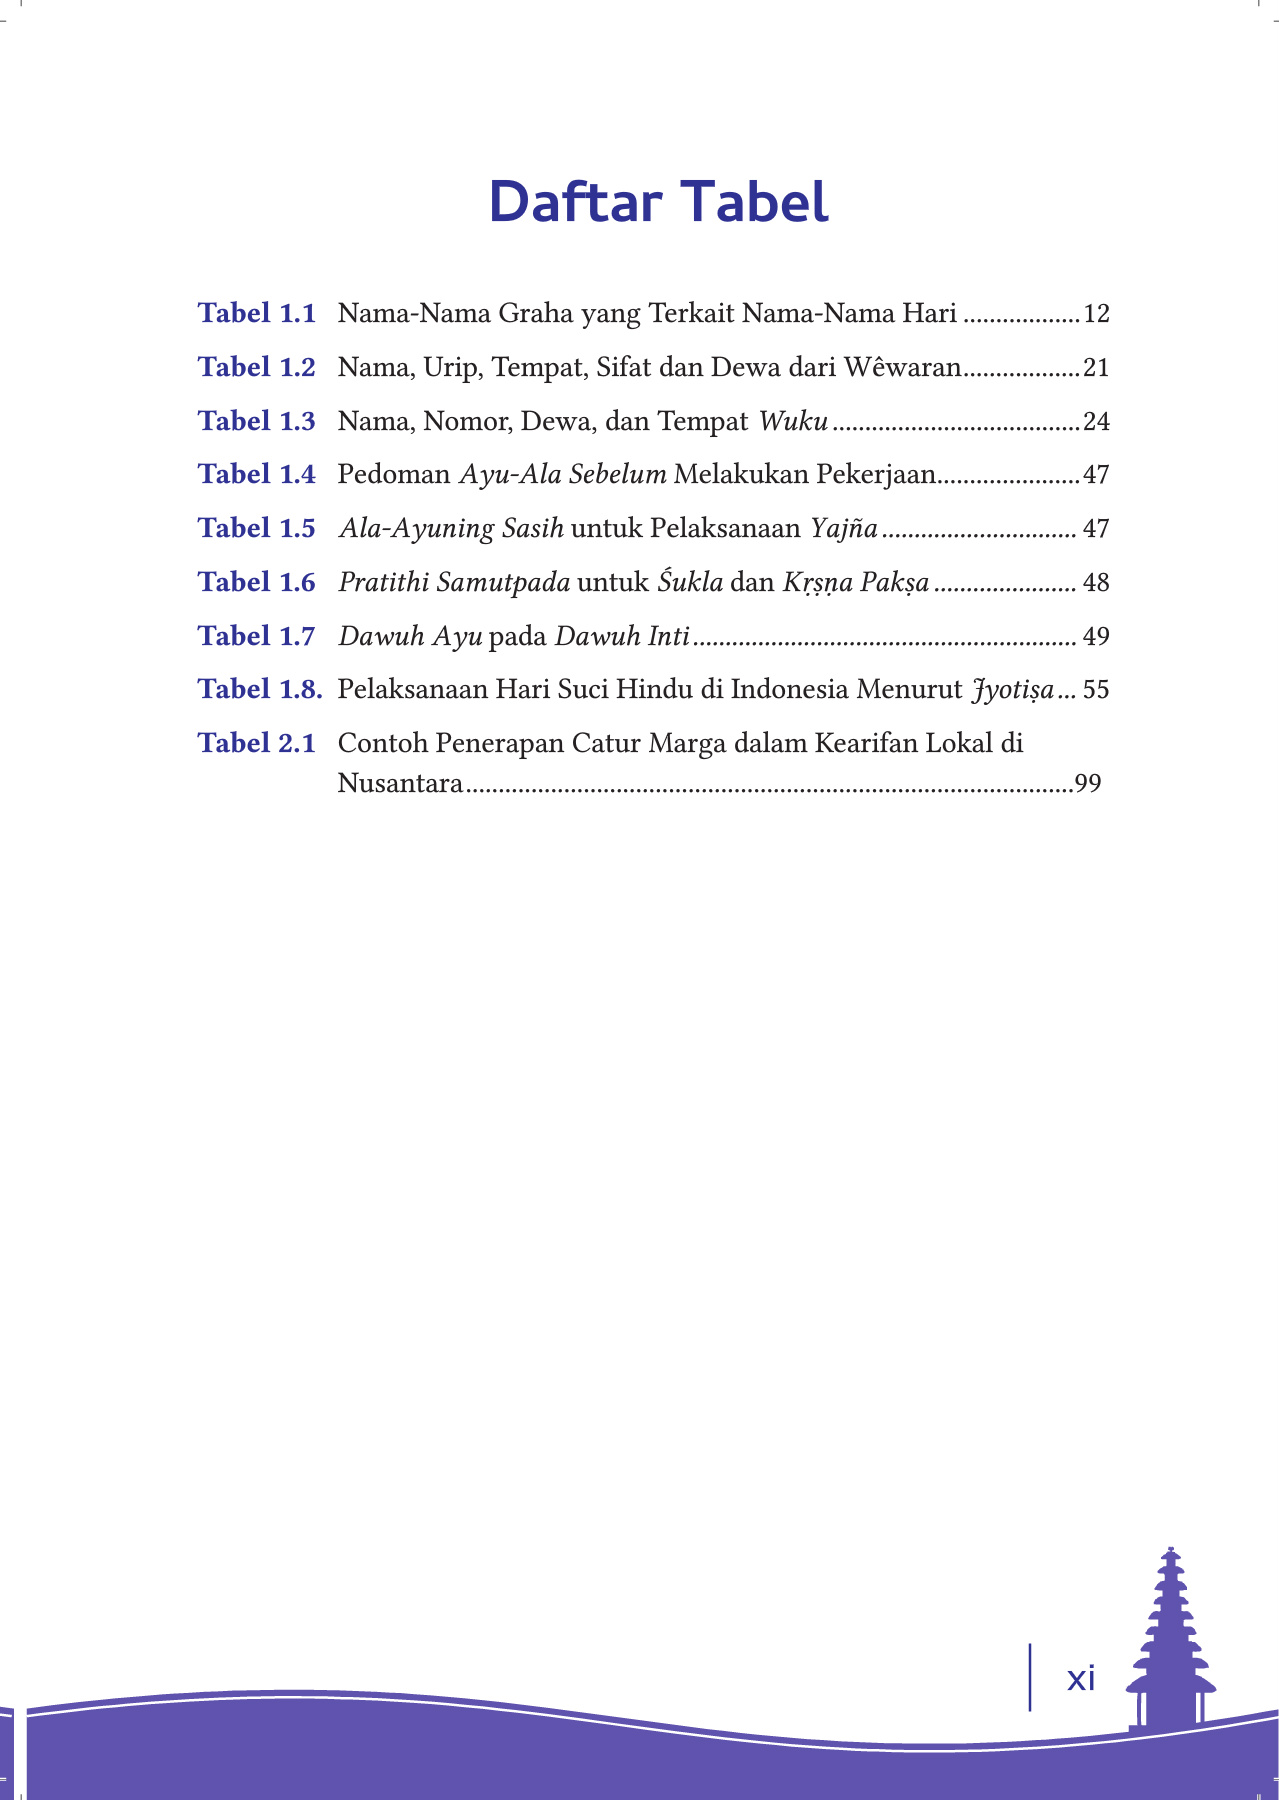 Daftar Tabel
Tabel 1.1 Nama-Nama Graha yang Terkait Nama-Nama Hari ..................12
Tabel 1.2 Nama, Urip, Tempat, Sifat dan Dewa dari Wêwaran..................21
Tabel 1.3 Nama, Nomor, Dewa, dan Tempat Wuku ......................................24
Tabel 1.4 Pedoman Ayu-Ala Sebelum Melakukan Pekerjaan......................47
Tabel 1.5 Ala-Ayuning Sasih untuk Pelaksanaan Yajña .............................. 47
Tabel 1.6 Pratithi Samutpada untuk Śukla dan Kṛṣṇa Pakṣa ...................... 48
Tabel 1.7 Dawuh Ayu pada Dawuh Inti........................................................... 49
Tabel 1.8. Pelaksanaan Hari Suci Hindu di Indonesia Menurut Jyotiṣa... 55
Tabel 2.1 Contoh Penerapan Catur Marga dalam Kearifan Lokal di
Nusantara.............................................................................................99
xi